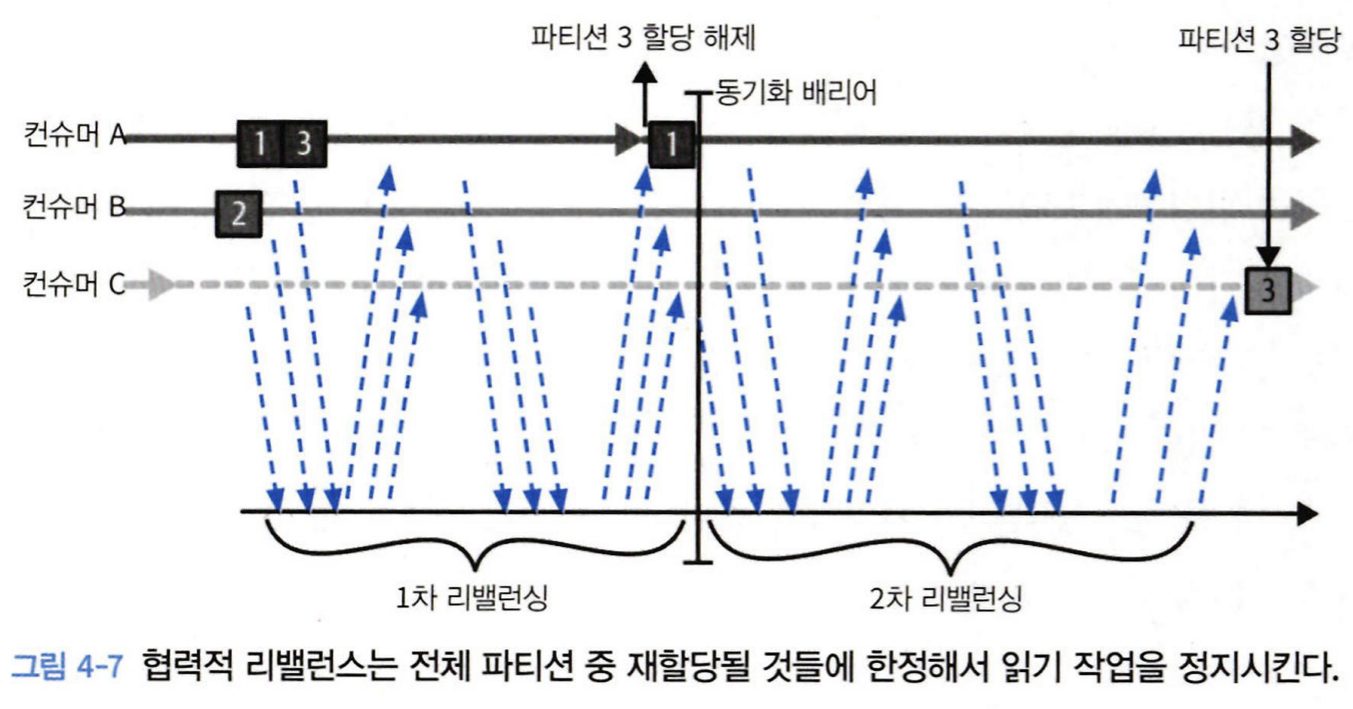 파티션 3 할당 해제
파티션 3 할당
동기화 배리어
컨슈머 A
1 3
1
컨슈머 B
2
컨슈머 C
3
1차 리밸런싱
2차 리밸런싱
그림 4-7 협력적 리밸런스는 전체 파티션 중 재할당될 것들에 한정해서 읽기 작업을 정지시킨다.